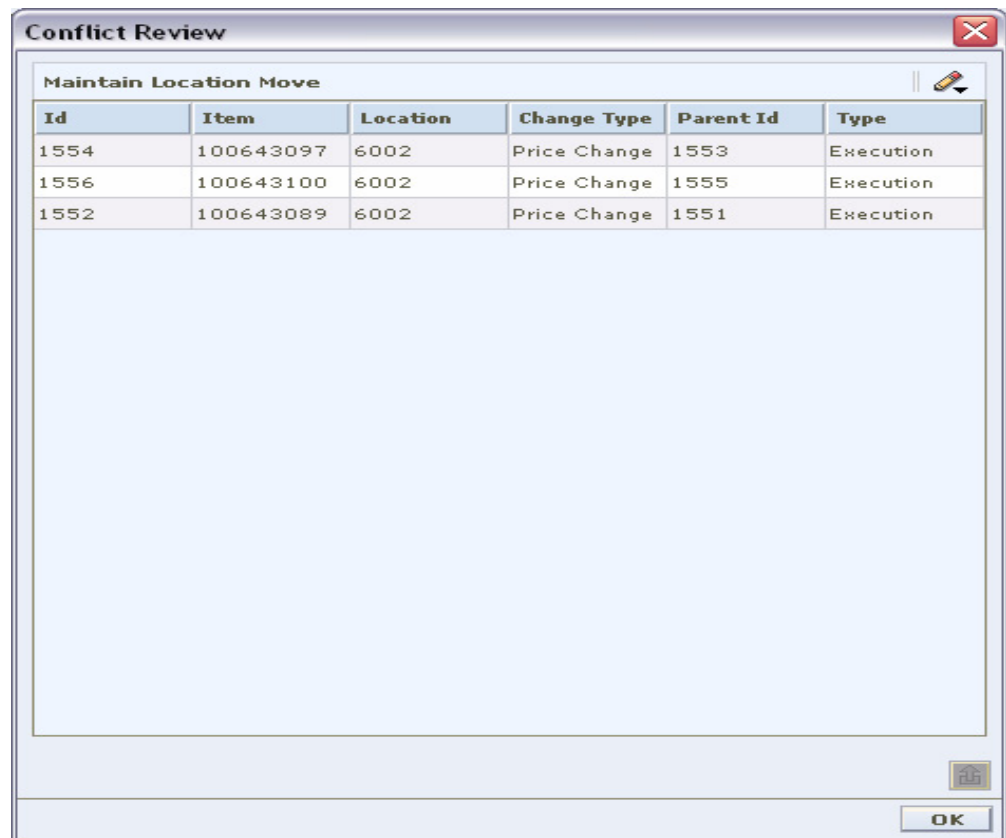 Conflict Review
Maintain Location Move
Id Item Location Change Type Parent Id Type
1554 100643097 6002 Price Change 1553 Execution
1556 100643100 6002 Price Change 1555 Execution
1552 100643089 6002 Price Change 1551 Execution
OK